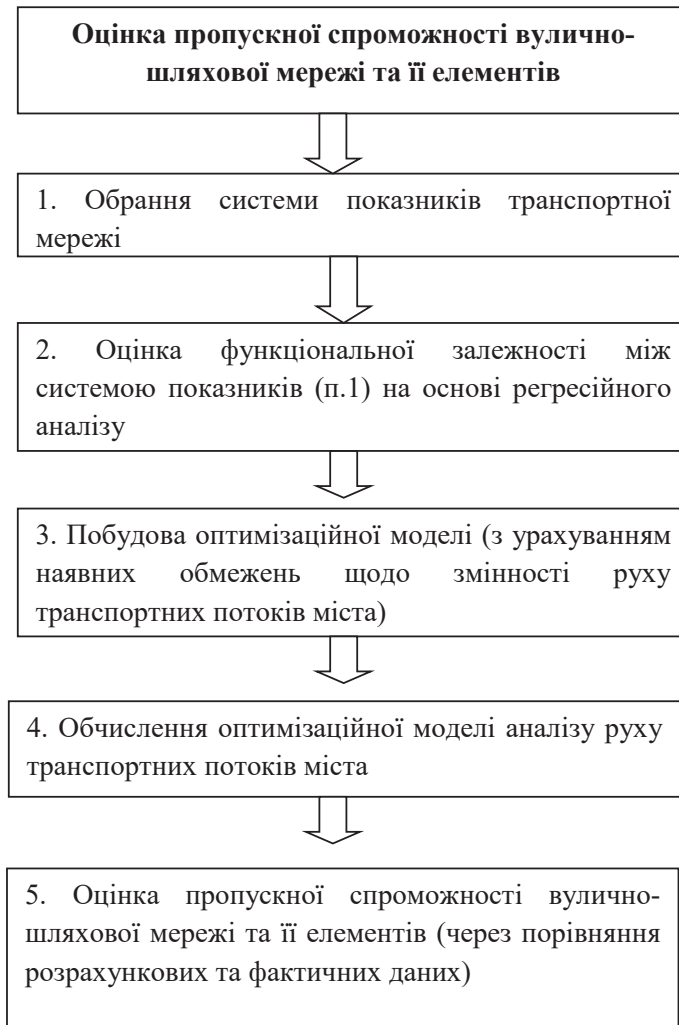 Оцінка пропускної спроможності вулично-
шляхової мережі та її елементів
1. Обрання системи показників транспортної
мережі
2. Оцінка функціональної залежності між
системою показників (п.1) на основі регресійного
аналізу
3. Побудова оптимізаційної моделі (з урахуванням
наявних обмежень щодо змінності руху
транспортних потоків міста)
4. Обчислення оптимізаційної моделі аналізу руху
транспортних потоків міста
5. Оцінка пропускної спроможності вулично-
шляхової мережі та її елементів (через порівняння
розрахункових та фактичних даних)